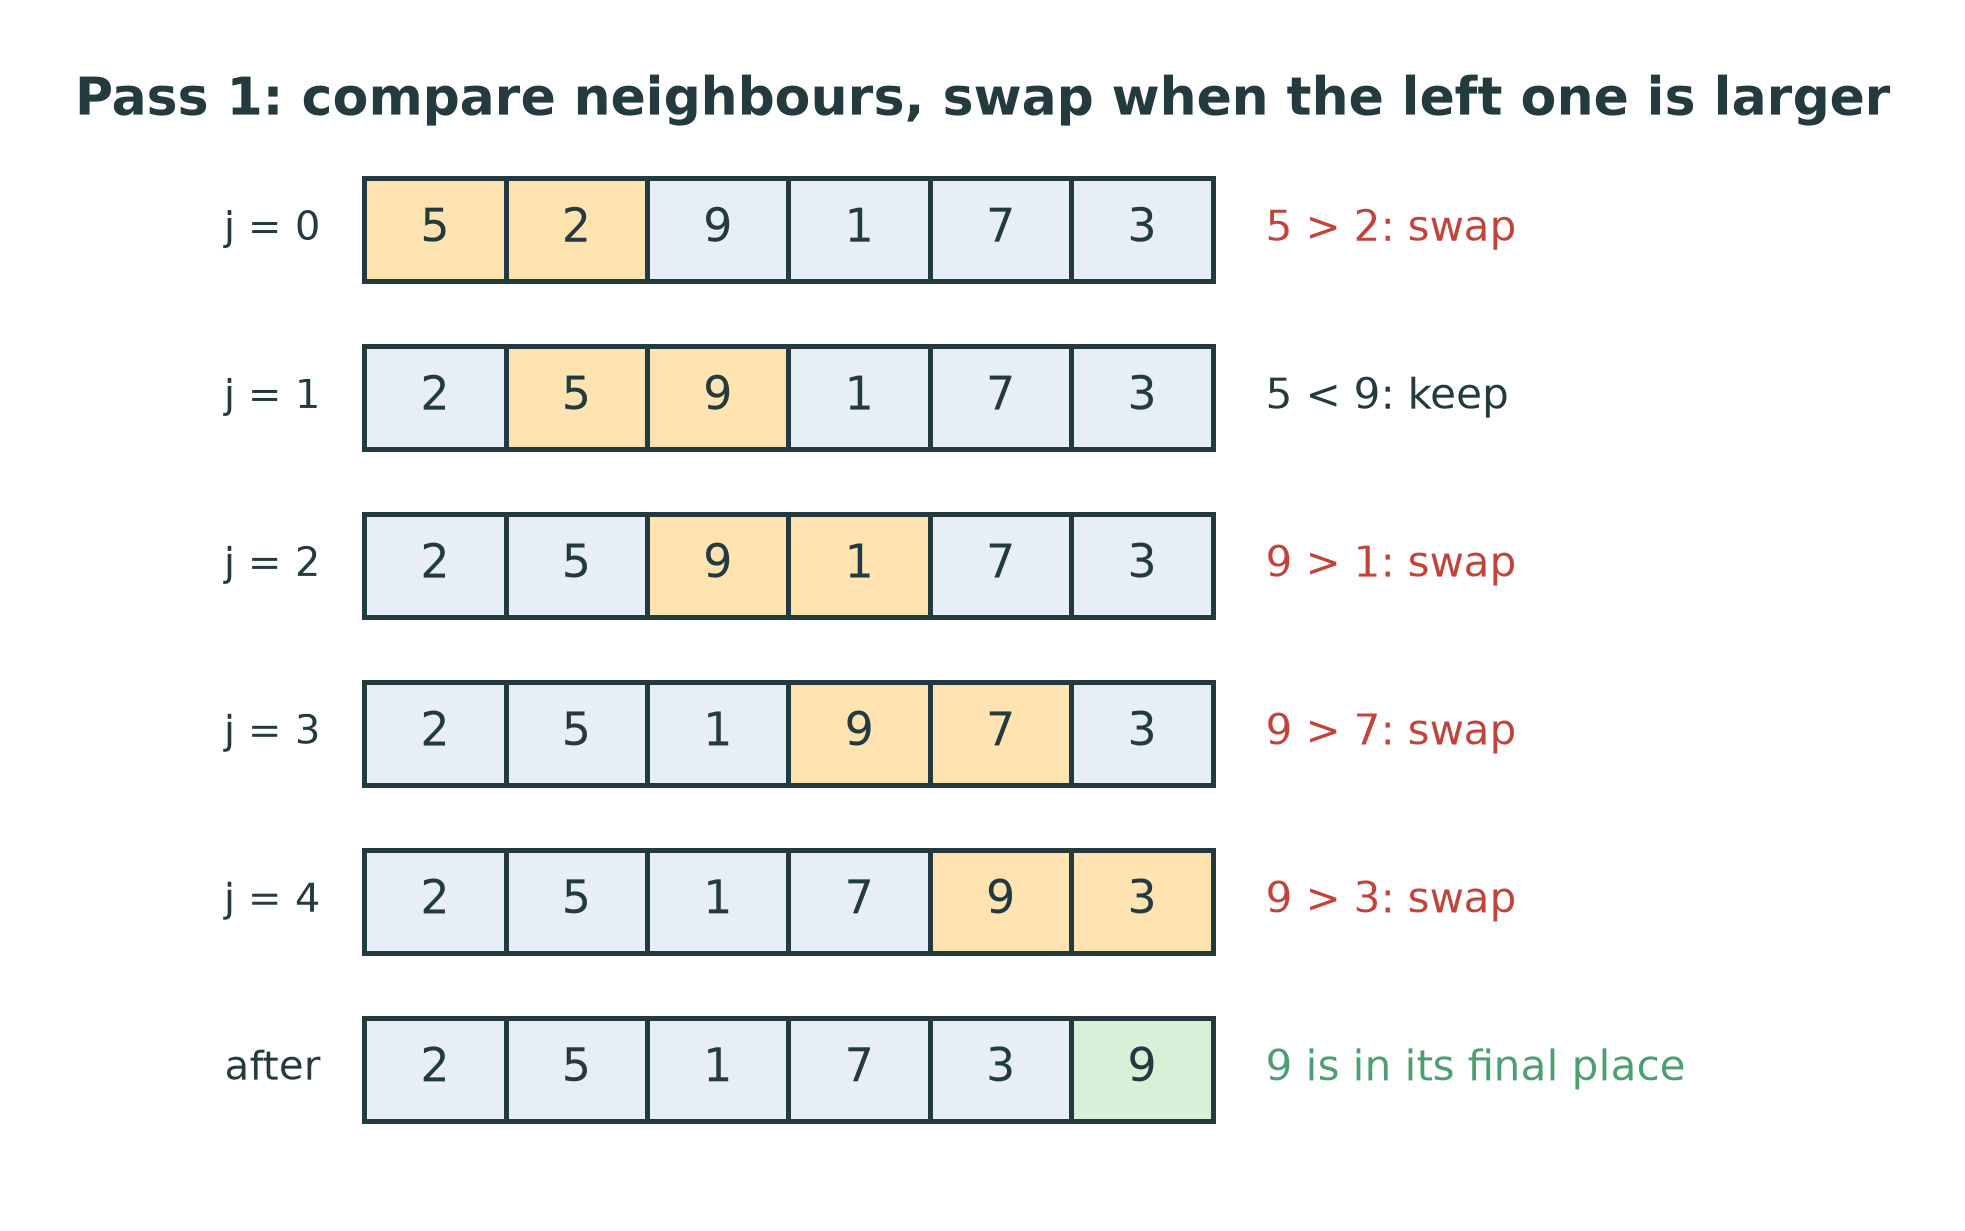 Pass 1: compare neighbours, swap when the left one is larger
j = 0 5 2 9 1 7 3 5 > 2: swap
j = 1 2 5 9 1 7 3 5 < 9: keep
j = 2 2 5 9 1 7 3 9 > 1: swap
j = 3 2 5 1 9 7 3 9 > 7: swap
j = 4 2 5 1 7 9 3 9 > 3: swap
after 2 5 1 7 3 9 9 is in its final place